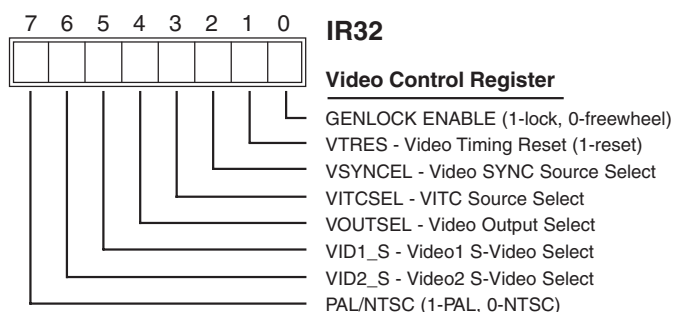 7 6 5 4 3 2 1 0
IR32
Video Control Register
GENLOCK ENABLE (1-lock, 0-freewheel)
VTRES - Video Timing Reset (1-reset)
VSYNCEL - Video SYNC Source Select
VITCSEL - VITC Source Select
VOUTSEL - Video Output Select
VID1_S - Video1 S-Video Select
VID2_S - Video2 S-Video Select
PAL/NTSC (1-PAL, 0-NTSC)